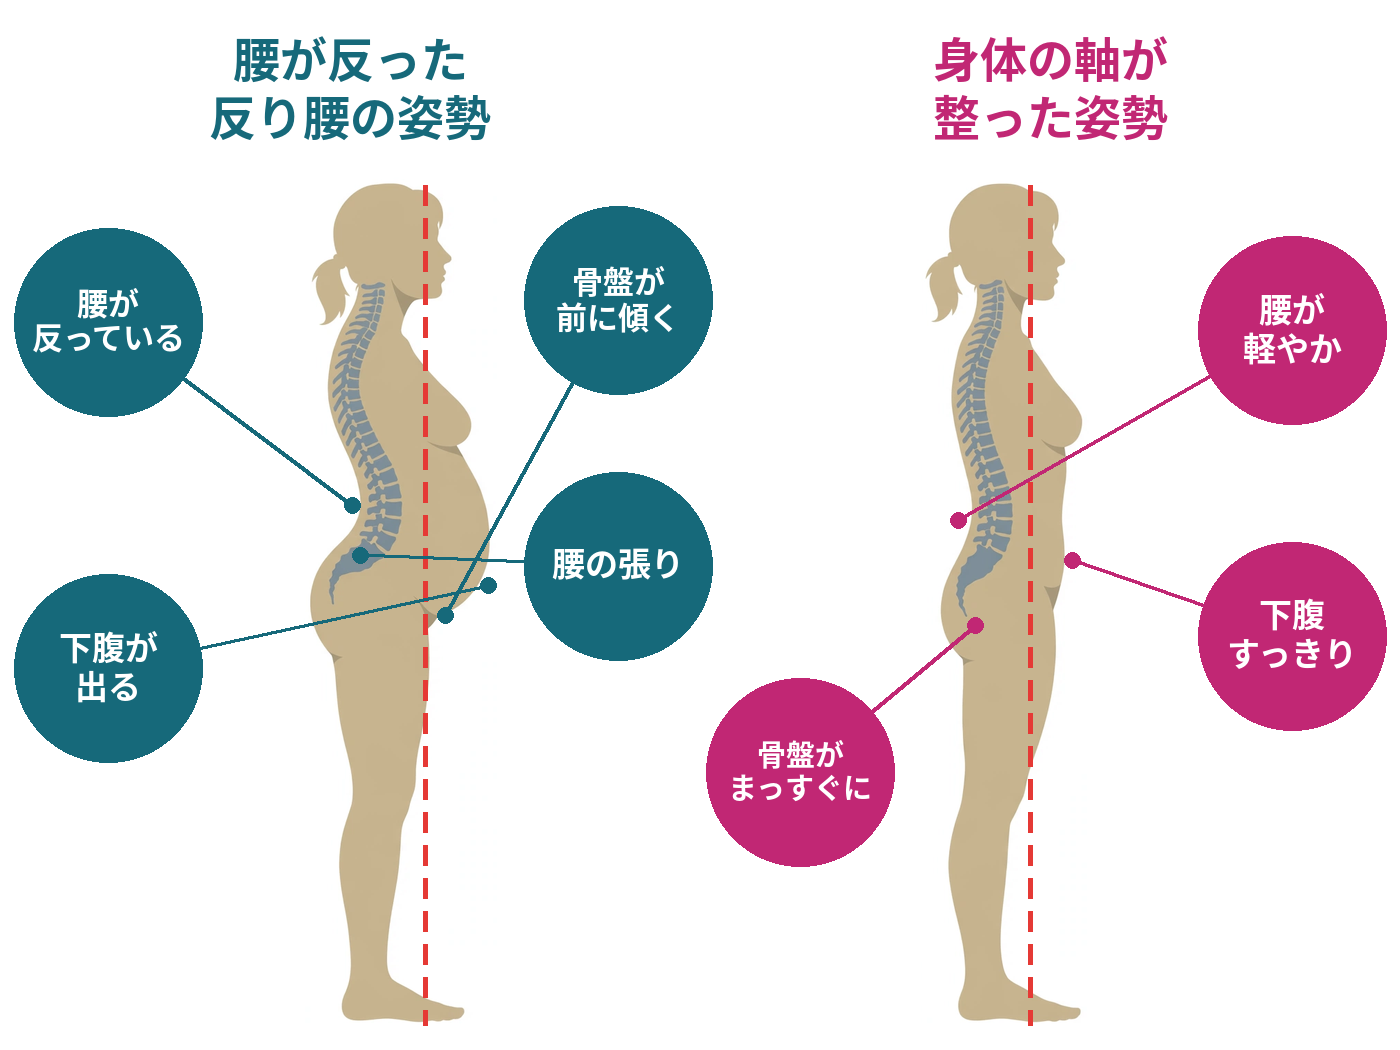 腰が反った
反り腰の姿勢
身体の軸が
整った姿勢
腰が
反っている
骨盤が
前に傾く
腰の張り
下腹が
出る
腰が
軽やか
下腹
すっきり
骨盤が
まっすぐに